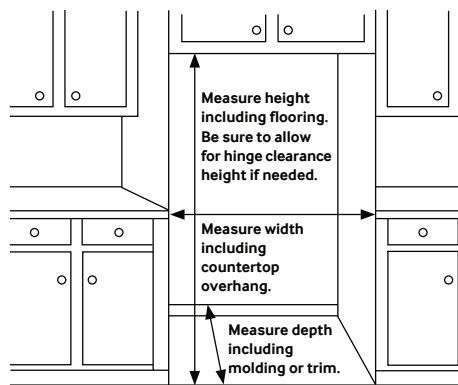 Measure height
including flooring.
Be sure to allow
for hinge clearance
height if needed.
Measure width
including
countertop
overhang.
Measure depth
including
molding or trim.